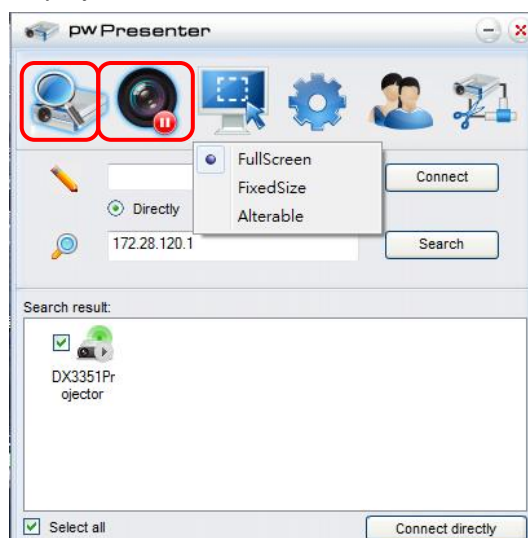 pwPresenter
FullScreen
FixedSize
Alterable
Connect
Directly
172.28.120.1
Search
Search result:
DX3351Pr
ojector
Select all
Connect directly